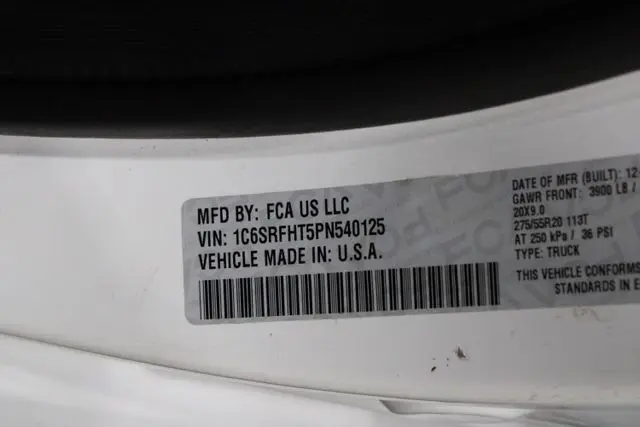 MFD BY: FCA US LLC
VIN: 1C6SRFHT5PN540125
VEHICLE MADE IN: U.S.A.
DATE OF MFR (BUILT): 12-
GAWR FRONT: 3900 LB /
20X9.0
275/55R20 113T
AT 250 kPa / 36 PSI
TYPE: TRUCK
THIS VEHICLE CONFORMS
STANDARDS IN E